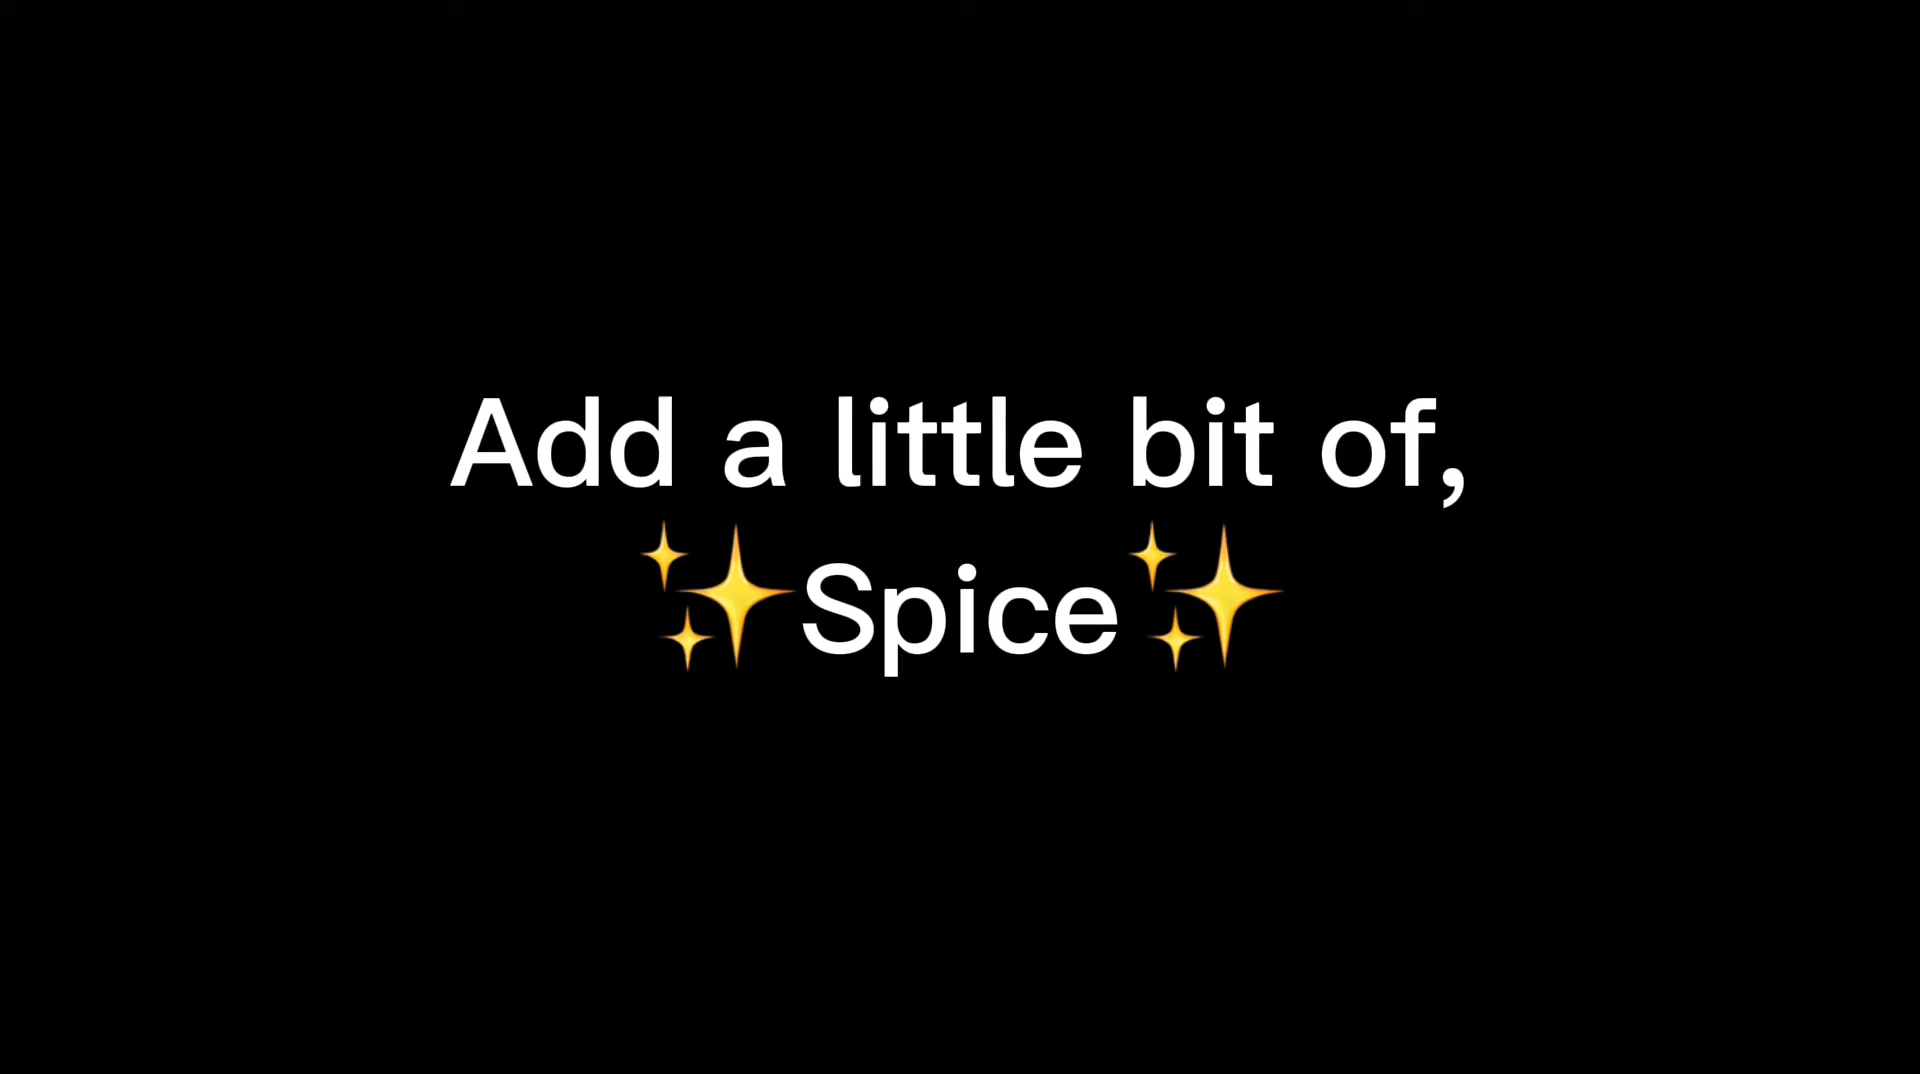 Add a little bit of,
✨Spice✨